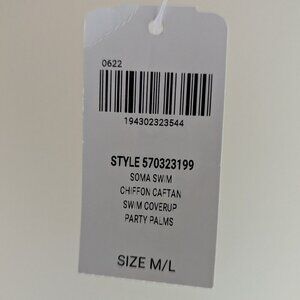 0622
194302323544
STYLE 570323199
SOMA SWIM
CHIFFON CAFTAN
SWIM COVERUP
PARTY PALMS
SIZE M/L